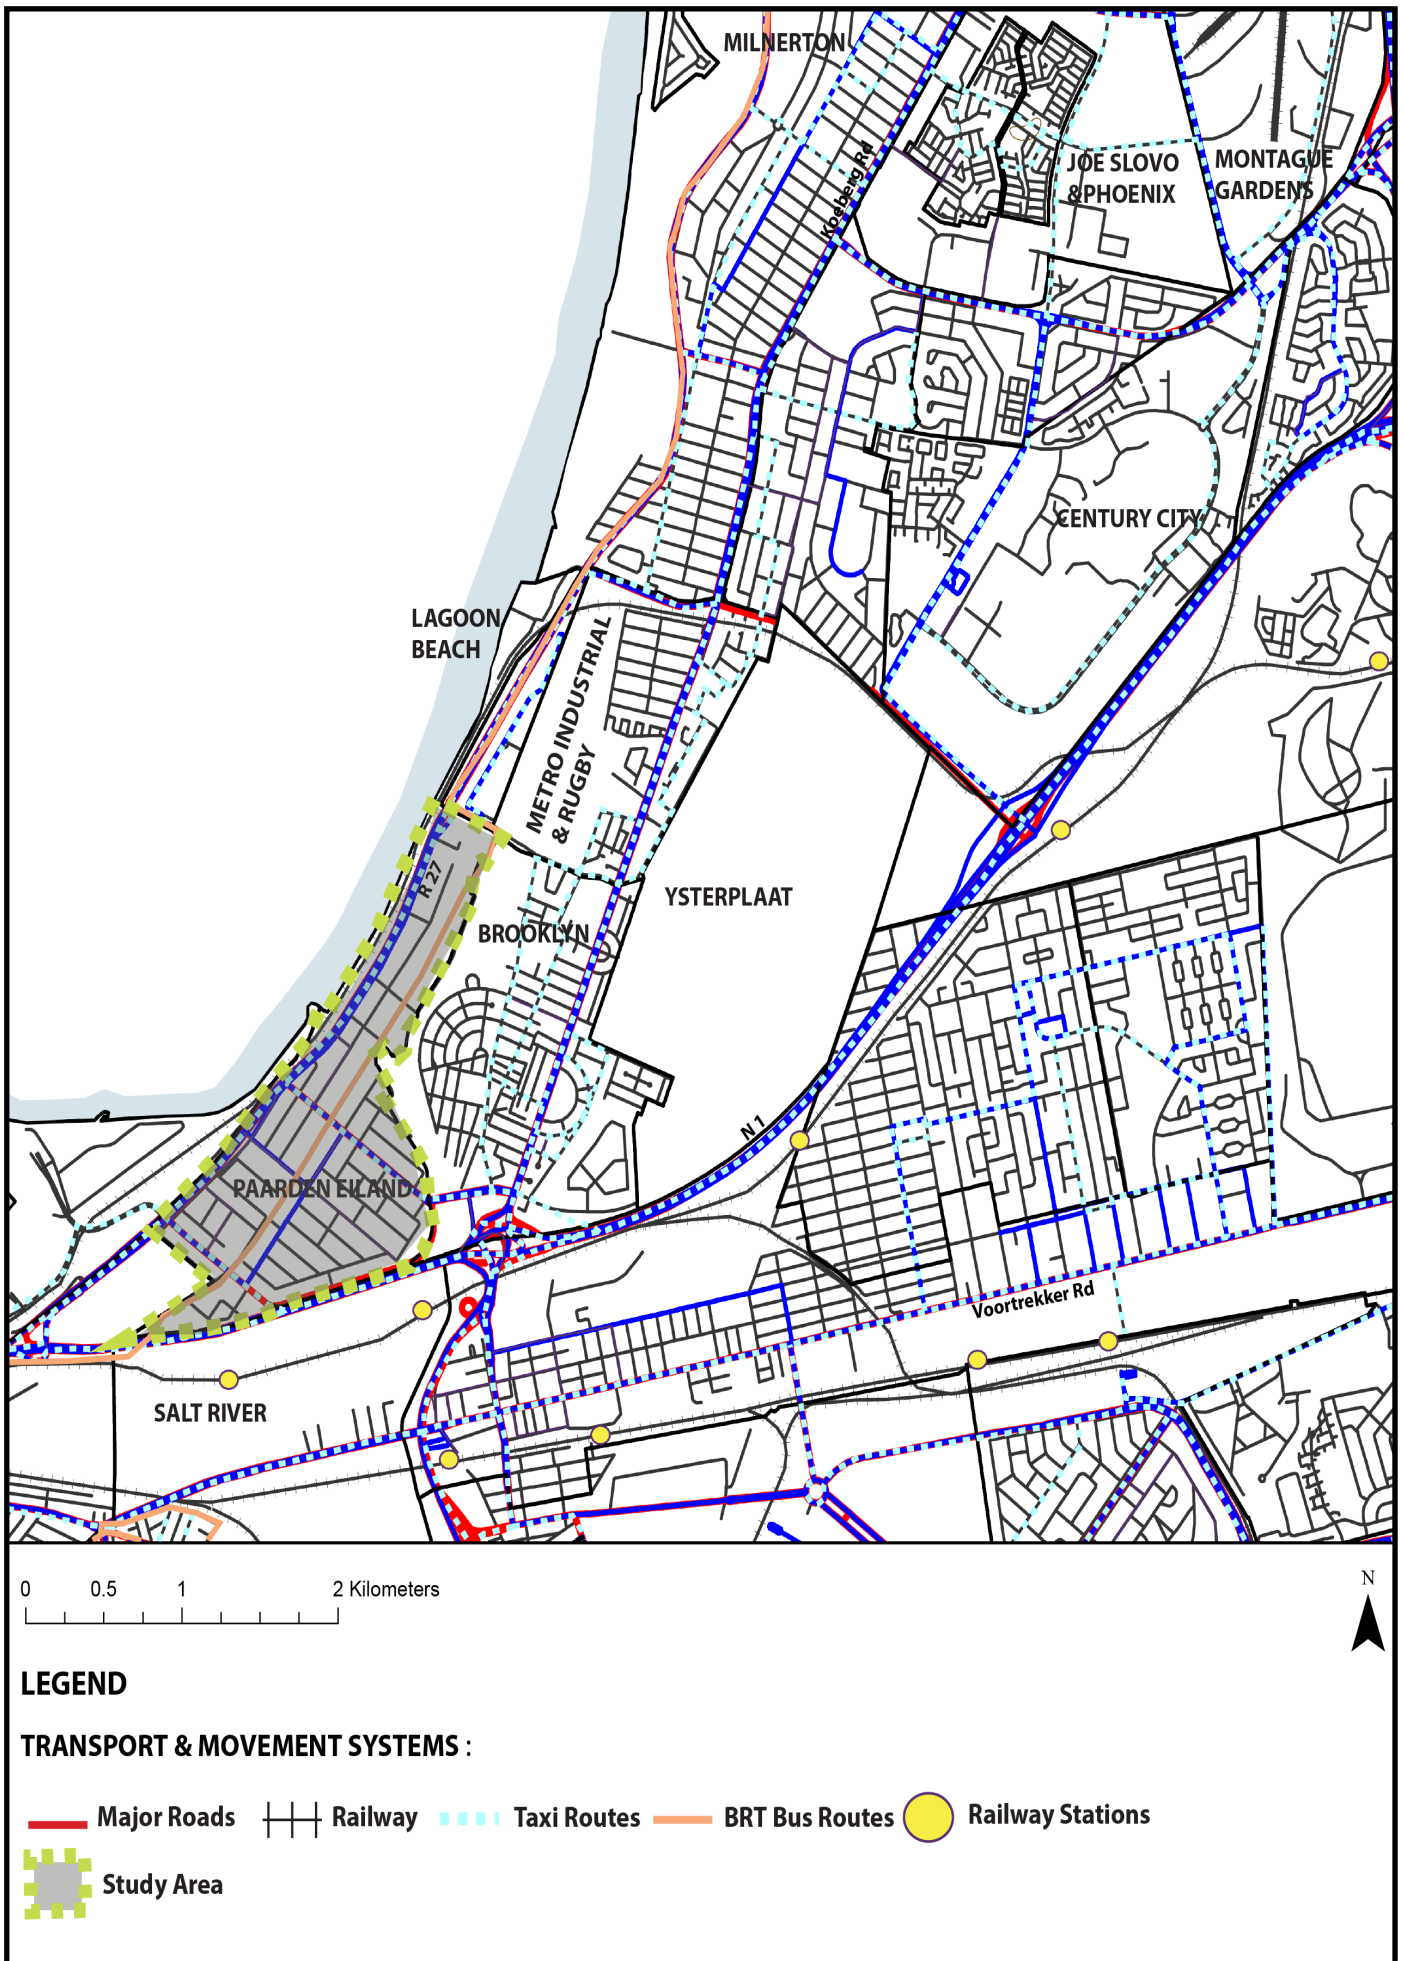 MILNERTON
Koeberg Rd
JOE SLOVO
&PHOENIX
MONTAGUE
GARDENS
CENTURY CITY
LAGOON
BEACH
METRO INDUSTRIAL
& RUGBY
R 27
YSTERPLAAT
BROOKLYN
N 1
PAARDEN EILAND
Voortrekker Rd
SALT RIVER
0 0.5 1 2 Kilometers
N
LEGEND
TRANSPORT & MOVEMENT SYSTEMS :
Major Roads Railway Taxi Routes BRT Bus Routes Railway Stations
Study Area